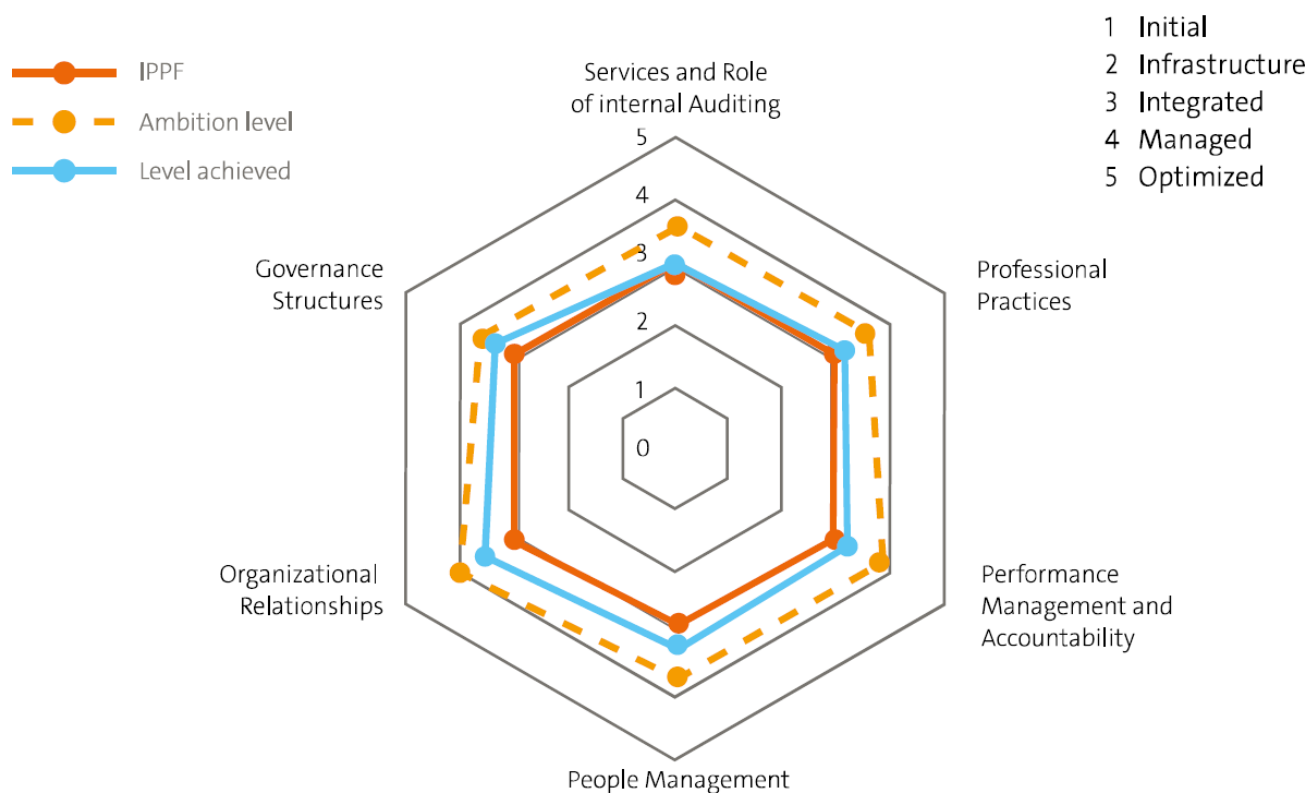 IPPF
Ambition level
Level achieved
1 Initial
2 Infrastructure
3 Integrated
4 Managed
5 Optimized
Services and Role
of internal Auditing
5
4
3
2
1
0
Governance
Structures
Professional
Practices
Organizational
Relationships
Performance
Management and
Accountability
People Management